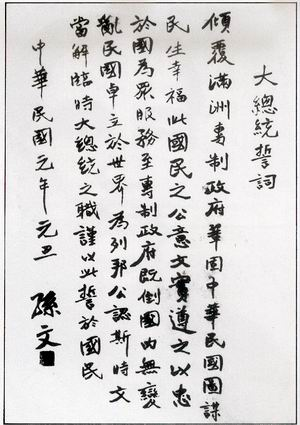 大總統誓詞
傾覆滿洲專制政府鞏固中華民國圖謀
民生幸福此國民之公意文實遵之以忠
於國為眾服務至專制政府既倒國內無變
亂民國卓立於世界為列邦公認斯時文
當解臨時大總統之職謹以此誓於國民
中華民國元年元旦
孫文